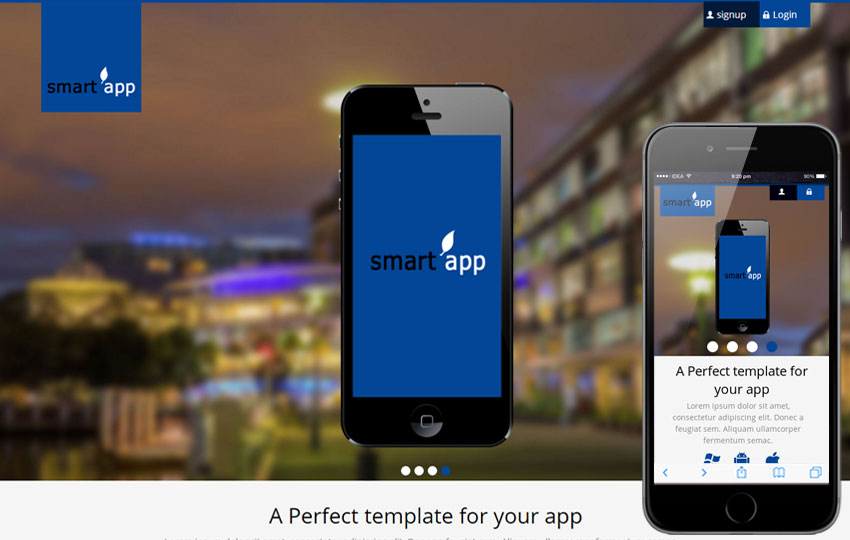 signup Login
smart app
smart app
IDEA 9:20 pm 90%
smart app
smart app
A Perfect template for
your app
Lorem ipsum dolor sit amet,
consectetur adipiscing elit. Donec a
feugiat sem. Aliquam ullamcorper
fermentum semac.
A Perfect template for your app